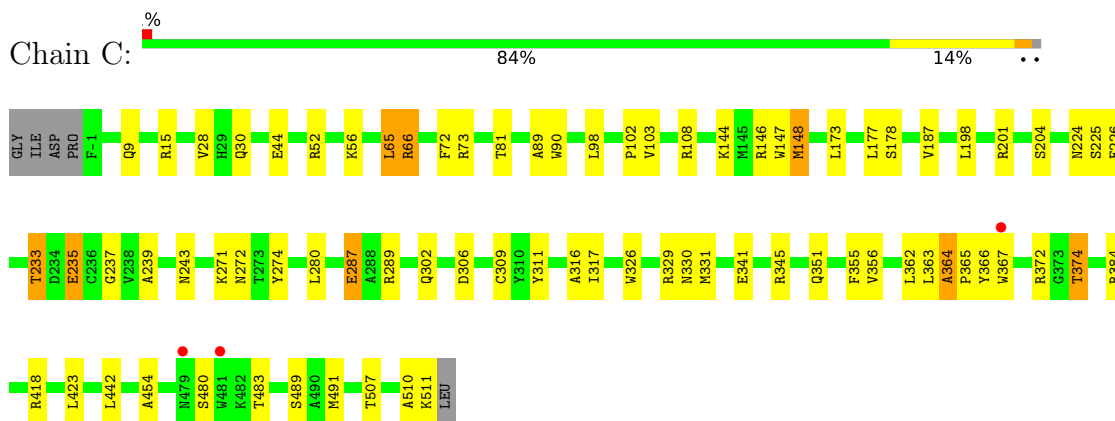 %
Chain C:
84% 14% • •
GLY ILE ASP PRO F-1 Q9 R15 V28 H29 Q30 E44 R52 K56 L65 R66 F72 R73 T81 A89 W90 L98 P102 V103 R108 K144 M145 R146 W147 M148 L173 L177 S178 V187 L198 R201 S204 N224 S225
T233 D234 E235 C236 G237 V238 A239 N243 K271 N272 T273 Y274 L280 E287 A288 R289 Q302 D306 C309 Y310 Y311 A316 I317 W326 R329 N330 M331 E341 R345 Q351 F355 V356 L362 L363 A364 P365 Y366 W367 R372 G373 T374
R418 L423 L442 A454 N479 S480 W481 K482 T483 S489 A490 M491 T507 A510 K511 LEU